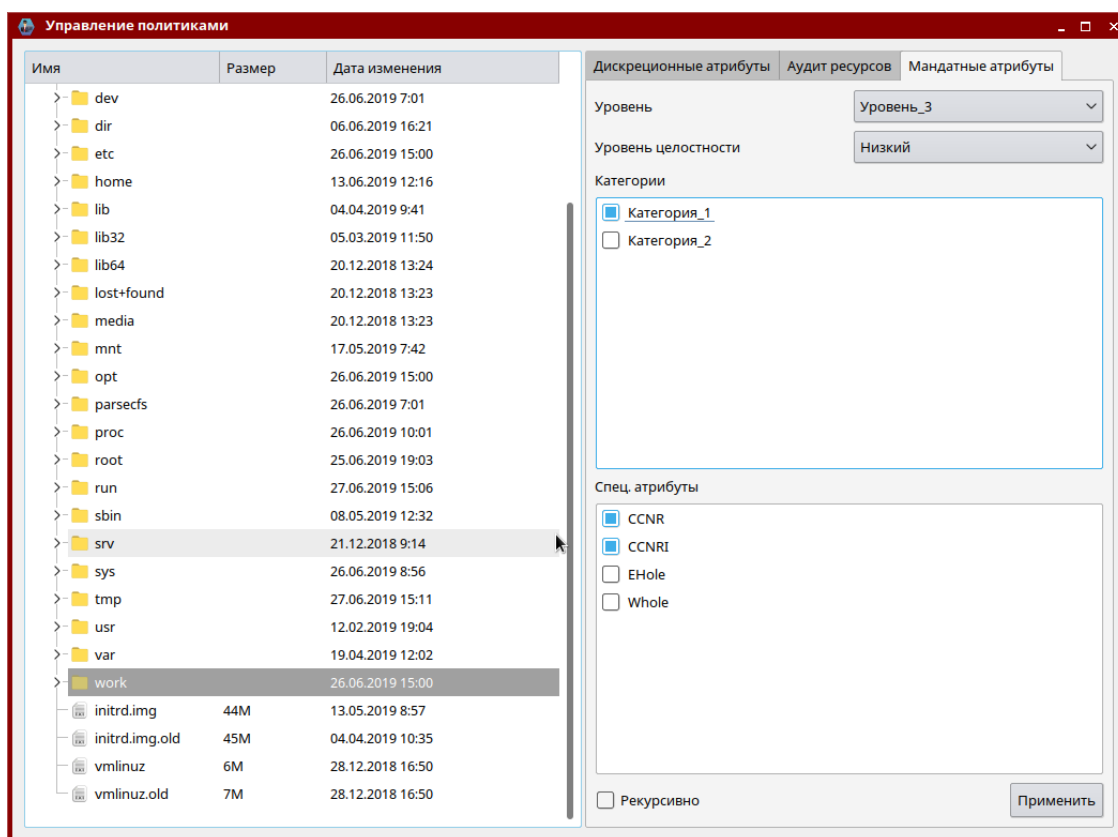 Управление политиками
Имя Размер Дата изменения
dev 26.06.2019 7:01
dir 06.06.2019 16:21
etc 26.06.2019 15:00
home 13.06.2019 12:16
lib 04.04.2019 9:41
lib32 05.03.2019 11:50
lib64 20.12.2018 13:24
lost+found 20.12.2018 13:23
media 20.12.2018 13:23
mnt 17.05.2019 7:42
opt 26.06.2019 15:00
parsecfs 26.06.2019 7:01
proc 26.06.2019 10:01
root 25.06.2019 19:03
run 27.06.2019 15:06
sbin 08.05.2019 12:32
srv 21.12.2018 9:14
sys 26.06.2019 8:56
tmp 27.06.2019 15:11
usr 12.02.2019 19:04
var 19.04.2019 12:02
work 26.06.2019 15:00
initrd.img 44M 13.05.2019 8:57
initrd.img.old 45M 04.04.2019 10:35
vmlinuz 6M 28.12.2018 16:50
vmlinuz.old 7M 28.12.2018 16:50
Дискреционные атрибуты Аудит ресурсов Мандатные атрибуты
Уровень Уровень_3
Уровень целостности Низкий
Категории
Категория_1
Категория_2
Спец. атрибуты
CCNR
CCNRI
EHole
Whole
Рекурсивно Применить